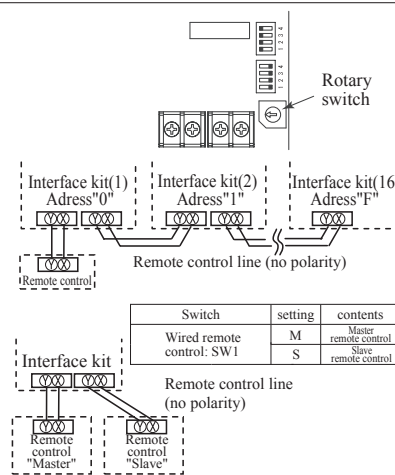 1 2 3 4
1 2 3 4
Rotary
switch
Interface kit(1)
Adress"0"
Interface kit(2)
Adress"1"
Interface kit(16
Adress"F"
Y X
Y X
Y X
Y X
Y X
Y X
Remote control
Remote control line (no polarity)
Switch setting contents
Wired remote
control: SW1
M Master
remote control
S Slave
remote control
Interface kit
Y X
Y X
Remote control line
(no polarity)
Y X
Y X
Remote
control
"Master"
Remote
control
"Slave"